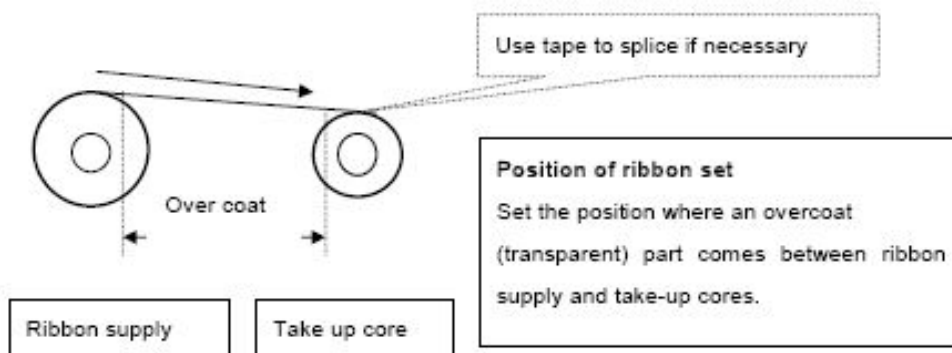 Use tape to splice if necessary
Over coat
Position of ribbon set
Set the position where an overcoat
(transparent) part comes between ribbon
supply and take-up cores.
Ribbon supply
Take up core